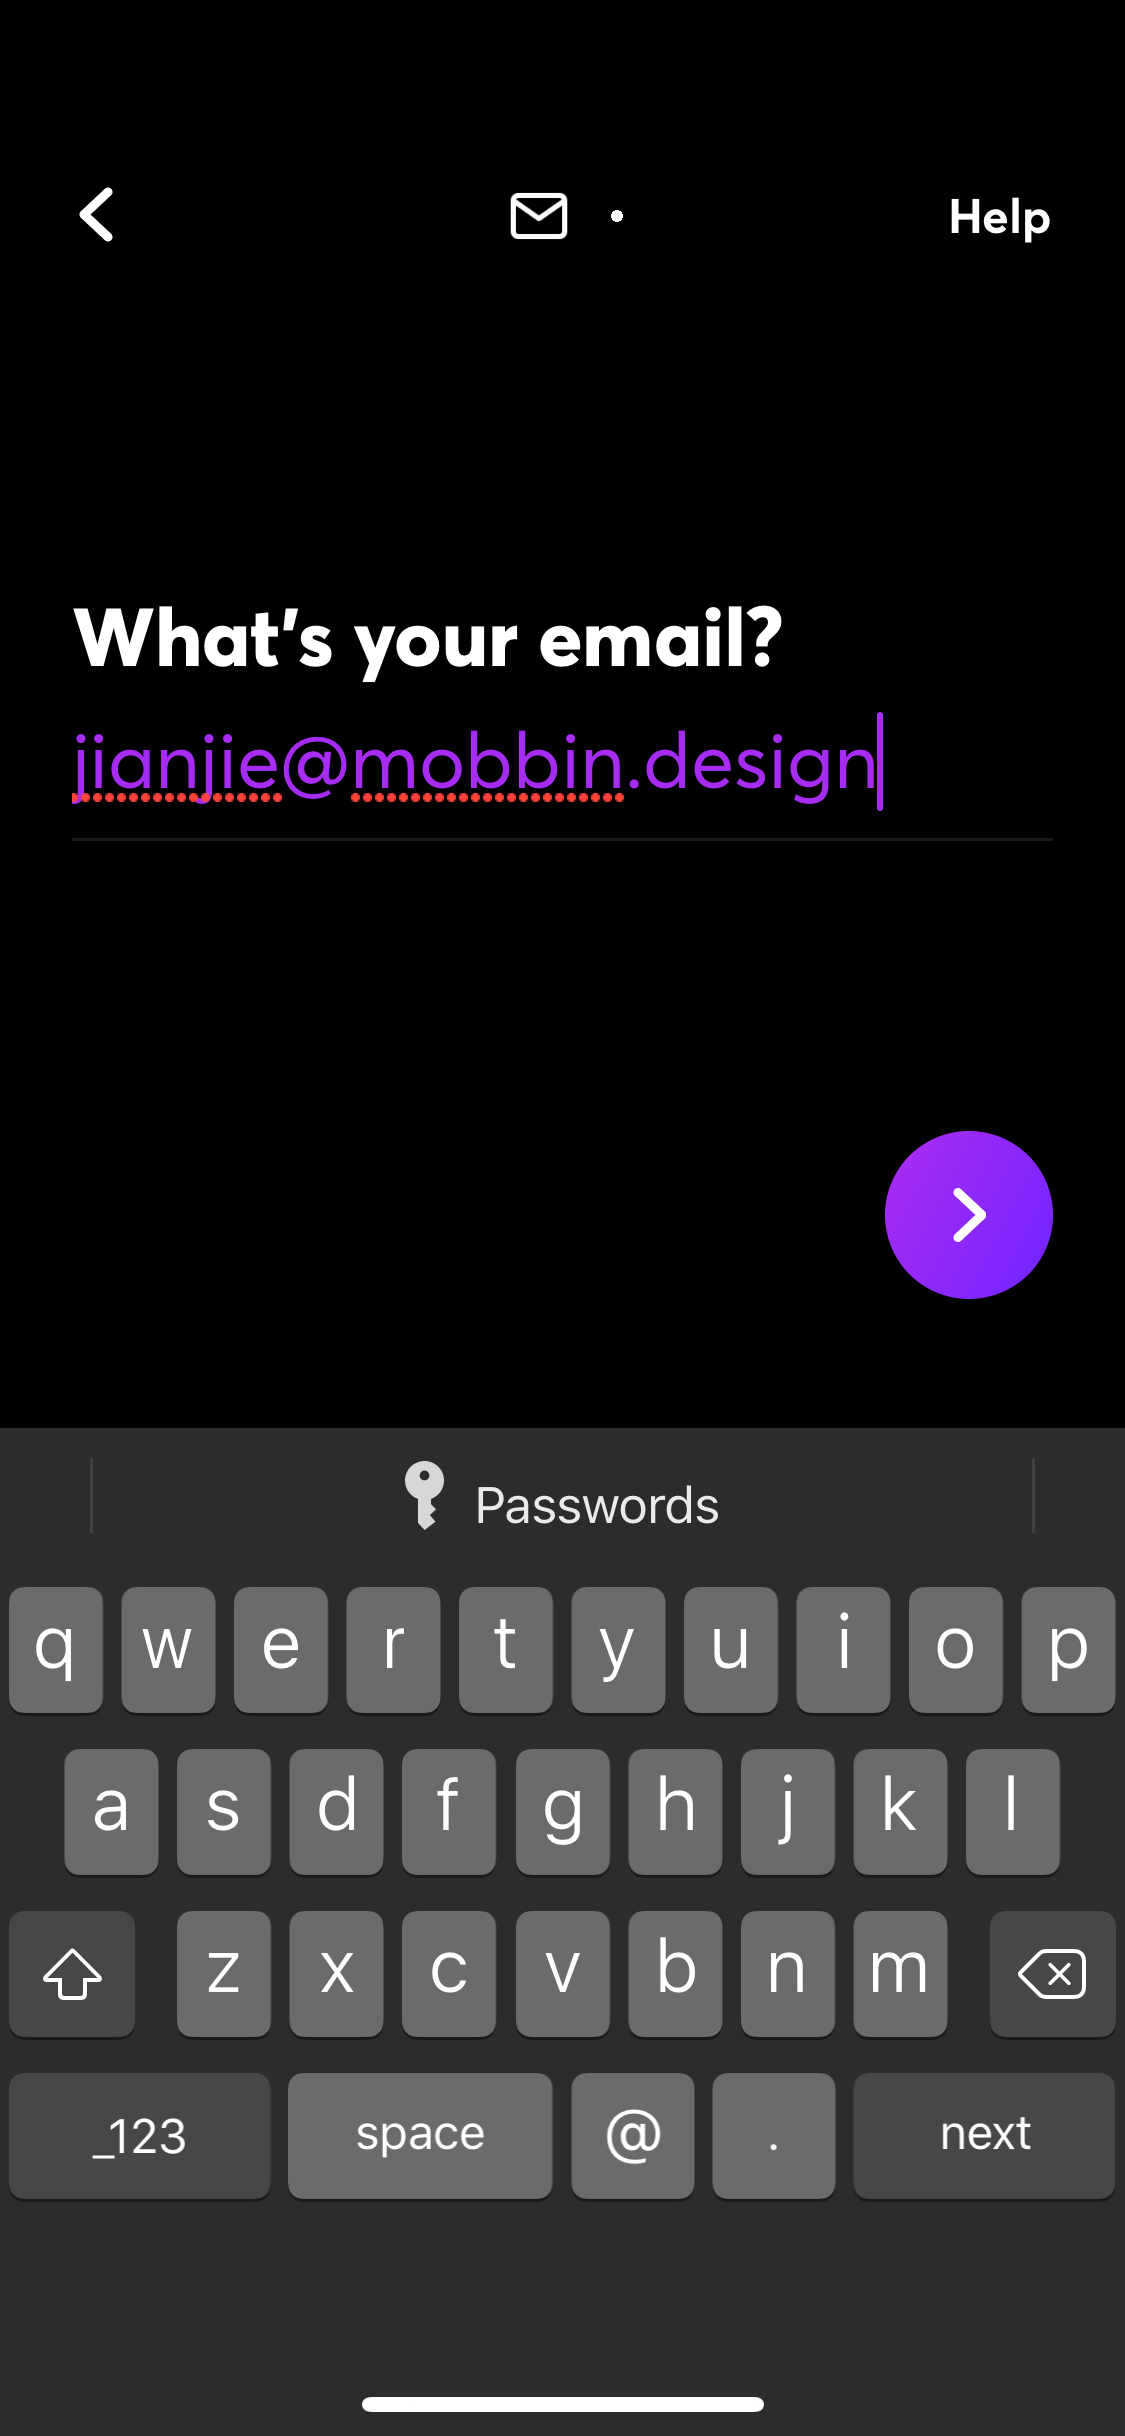 Help
What's your email?
jianjie@mobbin.design
Passwords
q w e r t y u i o p
a s d f g h j k l
z x c v b n m
_123 space @ . next